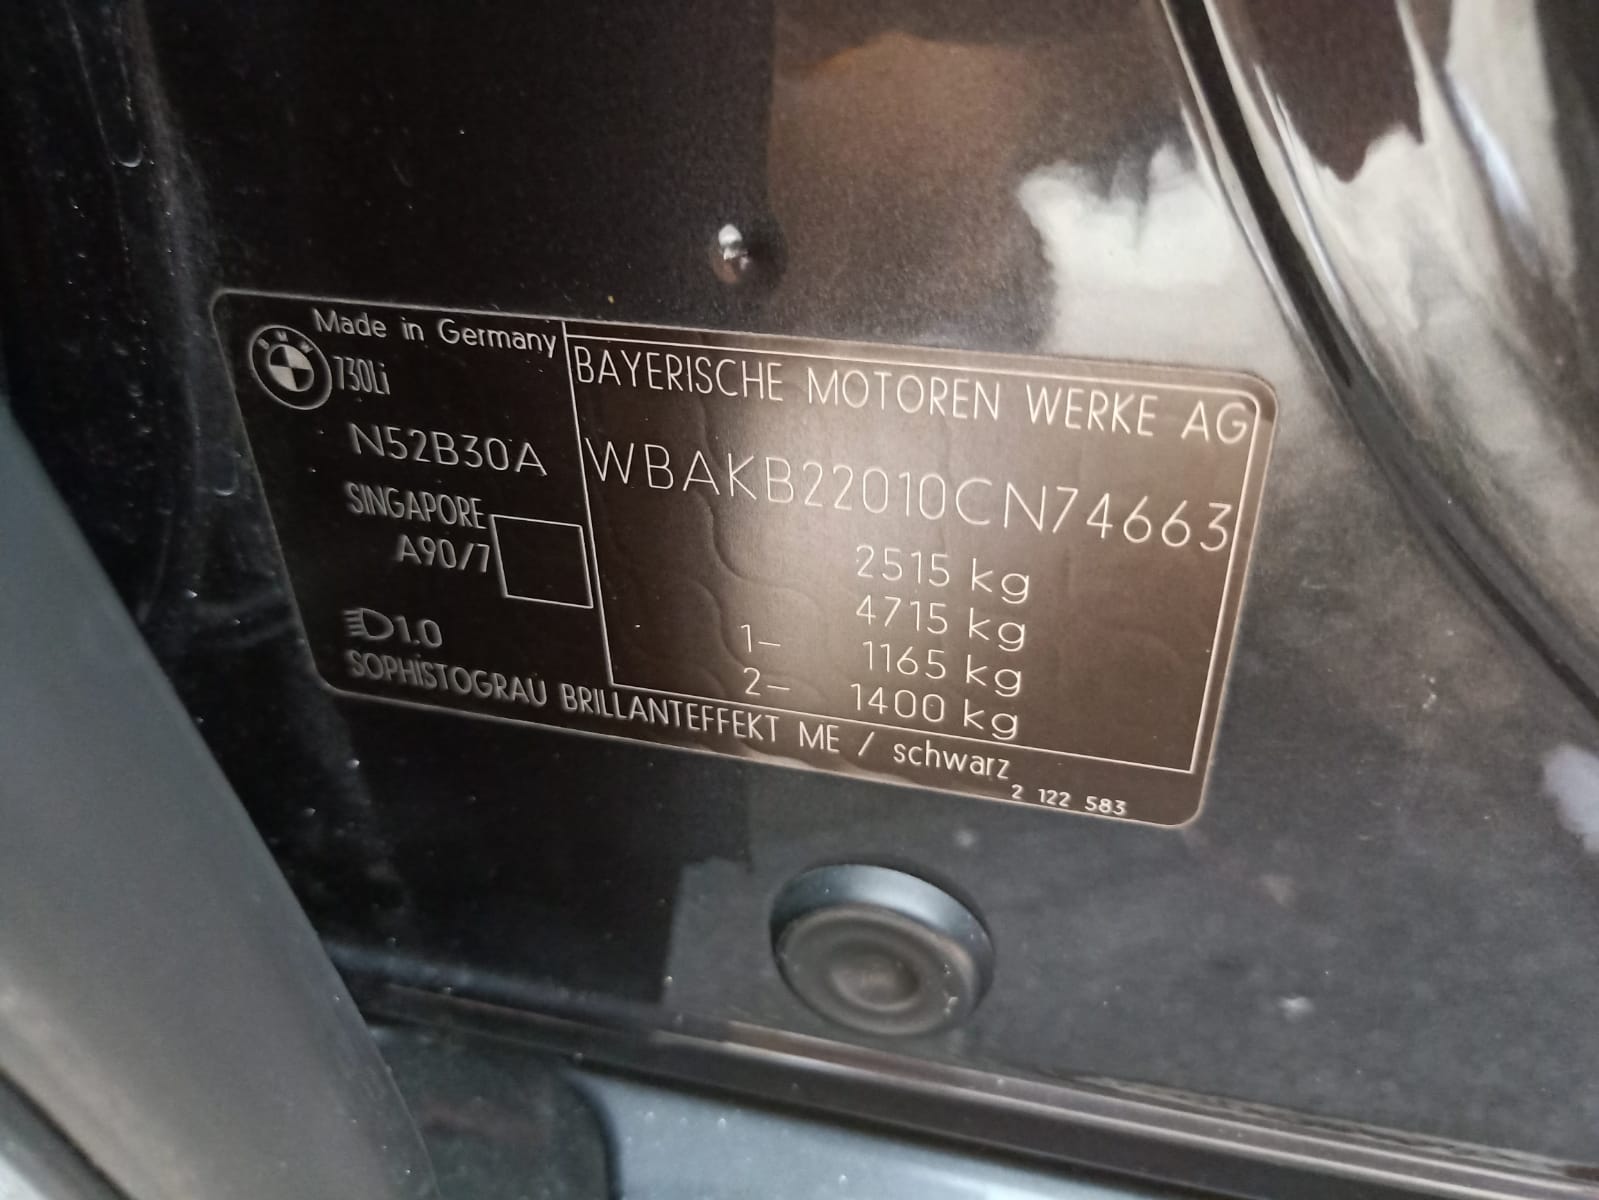 Made in Germany
BMW
730Li
N52B30A
SINGAPORE
A90/7
D1.0
BAYERISCHE MOTOREN WERKE AG
WBAKB22010CN74663
2515 kg
4715 kg
1- 1165 kg
2- 1400 kg
SOPHISTOGRAU BRILLANTEFFEKT ME / schwarz
2 122 583